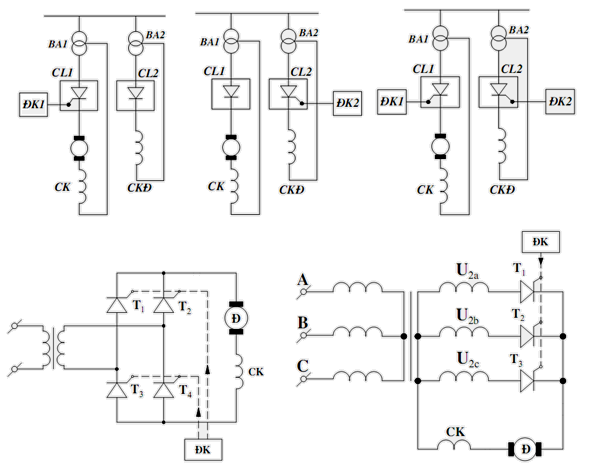 BA1
BA2
CL1
CL2
ĐK1
CK
CKĐ
BA1
BA2
CL1
CL2
ĐK2
CK
CKĐ
BA1
BA2
CL1
CL2
ĐK1
ĐK2
CK
CKĐ
T1
T2
Đ
CK
T3
T4
ĐK
ĐK
A
U2a
T1
B
U2b
T2
C
U2c
T3
CK
Đ